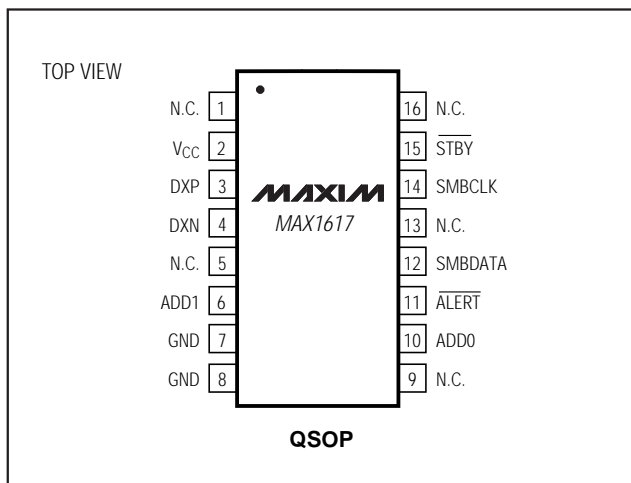 TOP VIEW
N.C. 1
VCC 2
DXP 3
DXN 4
N.C. 5
ADD1 6
GND 7
GND 8
MAXIM
MAX1617
16 N.C.
15 STBY
14 SMBCLK
13 N.C.
12 SMBDATA
11 ALERT
10 ADD0
9 N.C.
QSOP